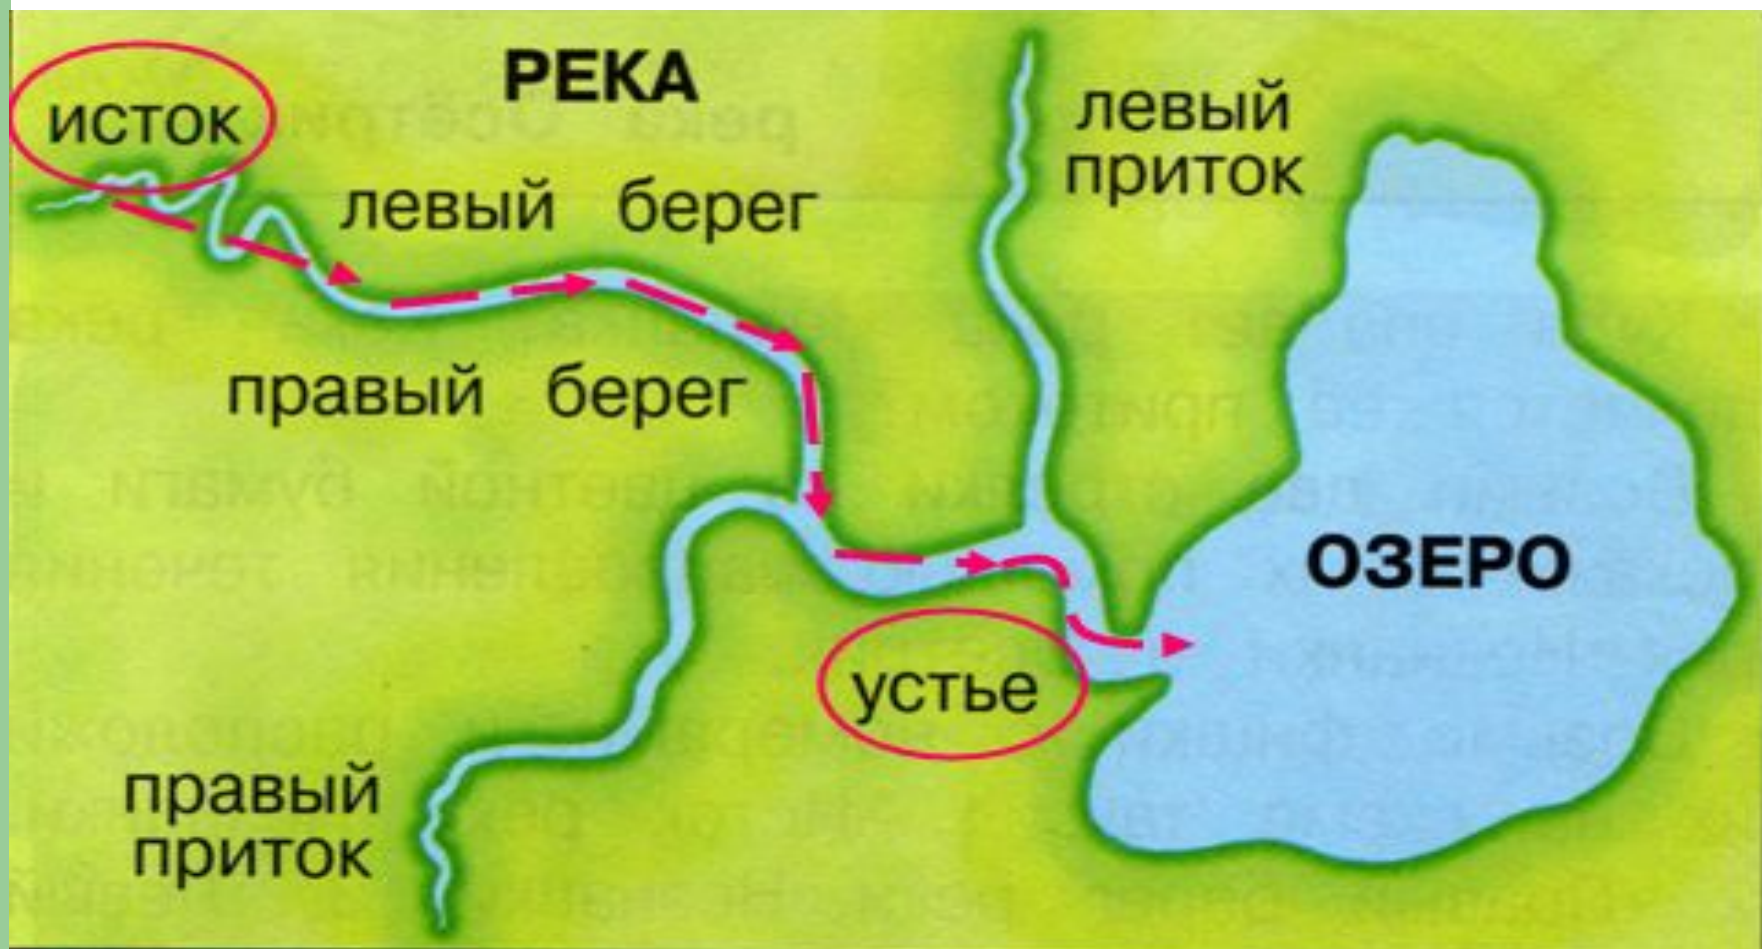 РЕКА
исток
левый
приток
левый берег
правый берег
ОЗЕРО
устье
правый
приток